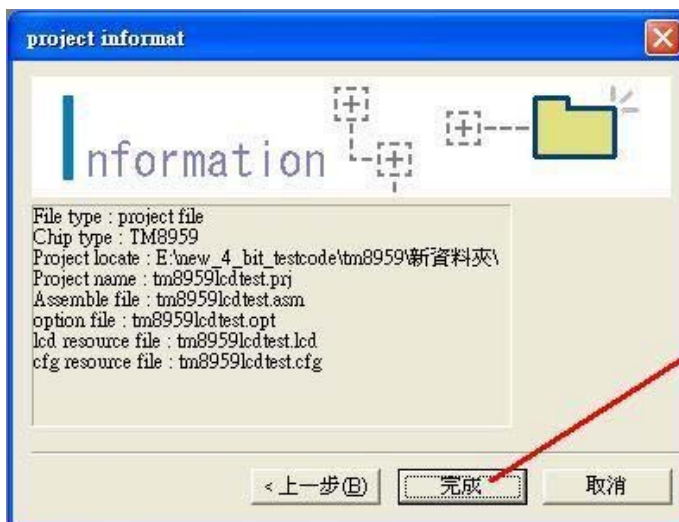 project informat
Information
File type : project file
Chip type : TM8959
Project locate : E:\new_4_bit_testcode\tm8959\新資料夾\
Project name : tm8959lcdtest.prj
Assemble file : tm8959lcdtest.asm
option file : tm8959lcdtest.opt
lcd resource file : tm8959lcdtest.lcd
cfg resource file : tm8959lcdtest.cfg
<上一步(B) 完成 取消